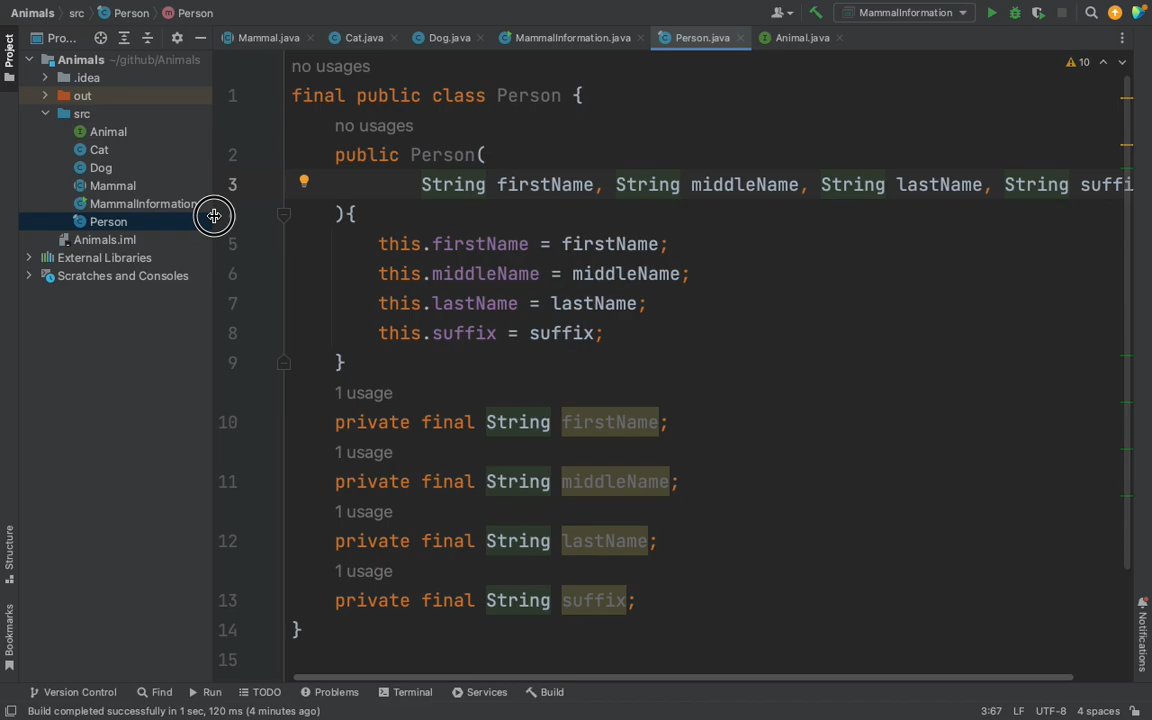 Animals src Person Person MammalInformation
Project Pro... Mammal.java Cat.java Dog.java MammalInformation.java Person.java Animal.java
Animals ~/github/Animals
.idea
out
src
Animal
Cat
Dog
Mammal
MammalInformation
Person
Animals.iml
External Libraries
Scratches and Consoles
no usages
10
1 final public class Person {
no usages
2 public Person(
3 String firstName, String middleName, String lastName, String suffi
){
5 this.firstName = firstName;
6 this.middleName = middleName;
7 this.lastName = lastName;
8 this.suffix = suffix;
9 }
1 usage
10 private final String firstName;
1 usage
11 private final String middleName;
1 usage
12 private final String lastName;
1 usage
13 private final String suffix;
14 }
15
Structure
Bookmarks
Notifications
Version Control Find Run TODO Problems Terminal Services Build
Build completed successfully in 1 sec, 120 ms (4 minutes ago) 3:67 LF UTF-8 4 spaces